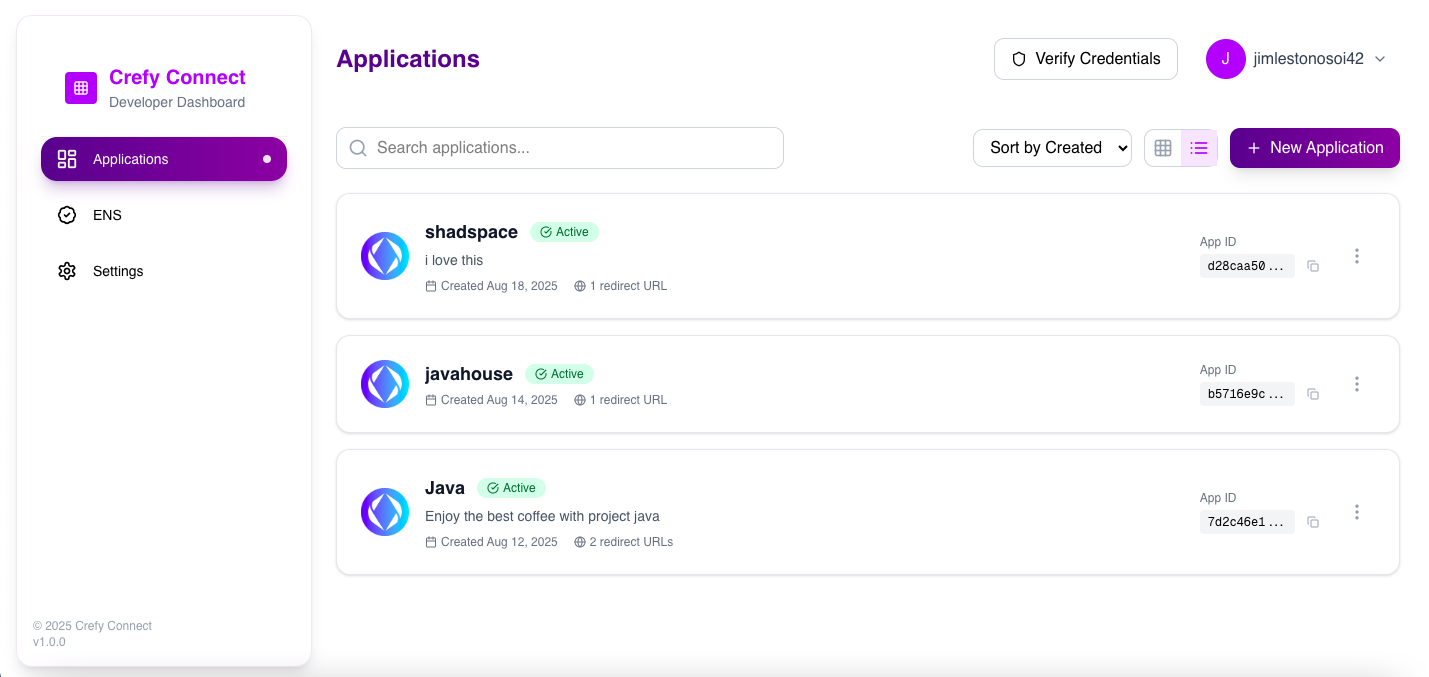 Crefy Connect
Developer Dashboard
Applications
ENS
Settings
© 2025 Crefy Connect
v1.0.0
Applications
Verify Credentials
J
jimlestonosoi42
Search applications...
Sort by Created
New Application
shadspace
Active
i love this
Created Aug 18, 2025
1 redirect URL
App ID
d28caa50...
javahouse
Active
Created Aug 14, 2025
1 redirect URL
App ID
b5716e9c...
Java
Active
Enjoy the best coffee with project java
Created Aug 12, 2025
2 redirect URLs
App ID
7d2c46e1...